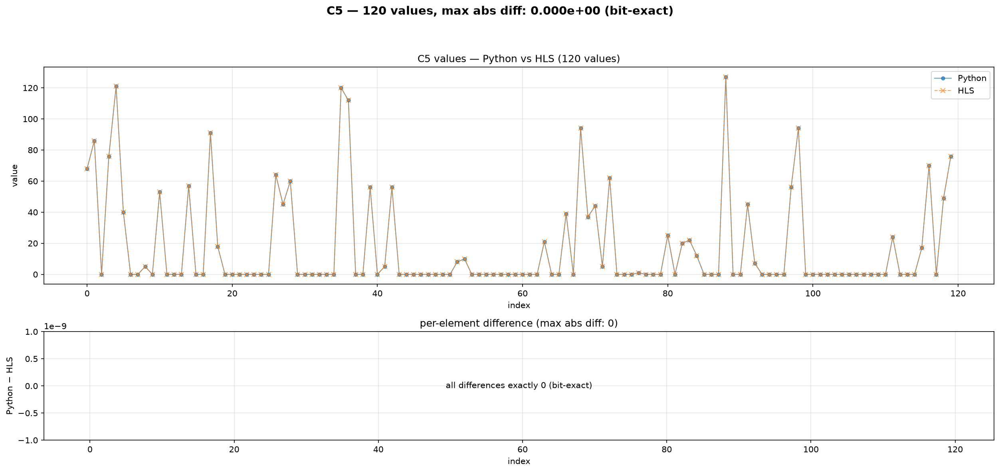 C5 — 120 values, max abs diff: 0.000e+00 (bit-exact)
C5 values — Python vs HLS (120 values)
Python
HLS
value
120
100
80
60
40
20
0
0 20 40 60 80 100 120
index
per-element difference (max abs diff: 0)
1e−9
Python − HLS
1.0
0.5
0.0
−0.5
−1.0
all differences exactly 0 (bit-exact)
0 20 40 60 80 100 120
index